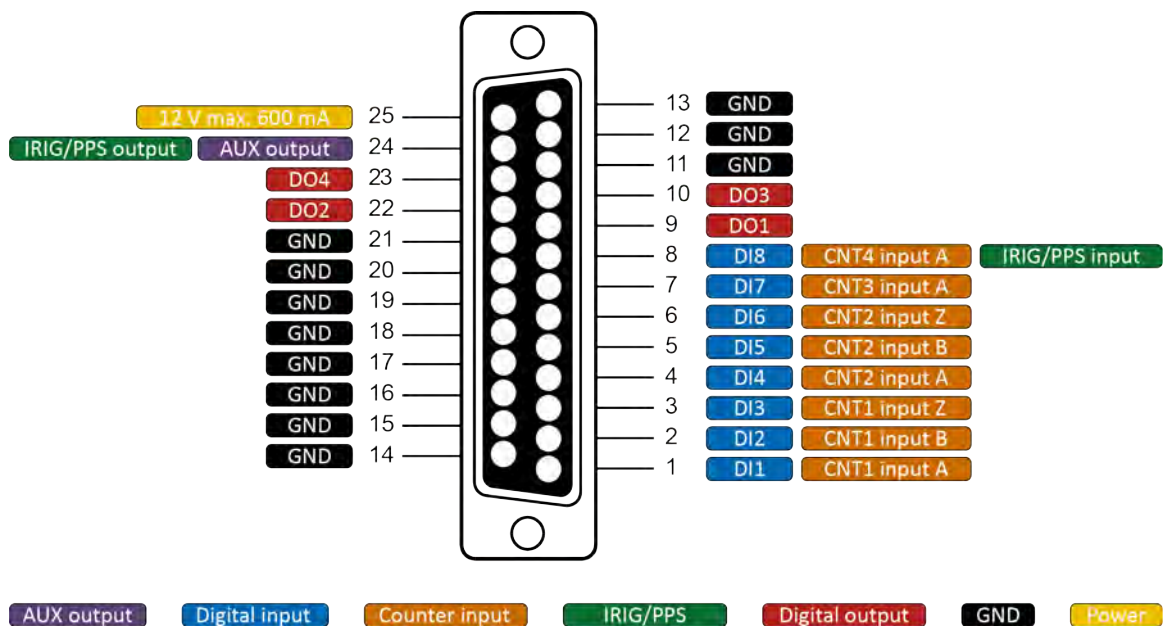 13 GND
12 V max. 600 mA 25
12 GND
IRIG/PPS output AUX output 24
11 GND
DO4 23
10 DO3
DO2 22
9 DO1
GND 21
8 DI8 CNT4 input A IRIG/PPS input
GND 20
7 DI7 CNT3 input A
GND 19
6 DI6 CNT2 input Z
GND 18
5 DI5 CNT2 input B
GND 17
4 DI4 CNT2 input A
GND 16
3 DI3 CNT1 input Z
GND 15
2 DI2 CNT1 input B
GND 14
1 DI1 CNT1 input A
AUX output Digital input Counter input IRIG/PPS Digital output GND Power